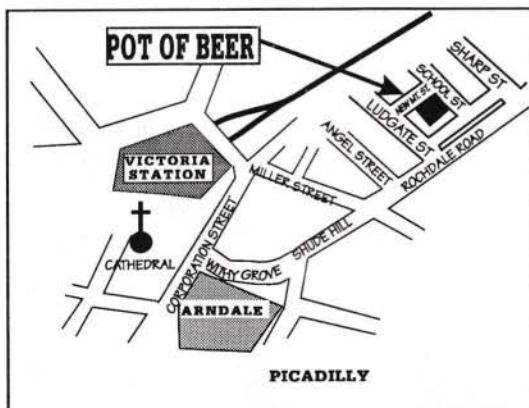 POT OF BEER
SHARP ST
SCHOOL ST
NEW MT. ST
LUDGATE ST
ANGEL STREET
ROCHDALE ROAD
VICTORIA
STATION
MILLER STREET
CATHEDRAL
CORPORATION STREET
SHUDE HILL
WITHY GROVE
ARNDALE
PICADILLY